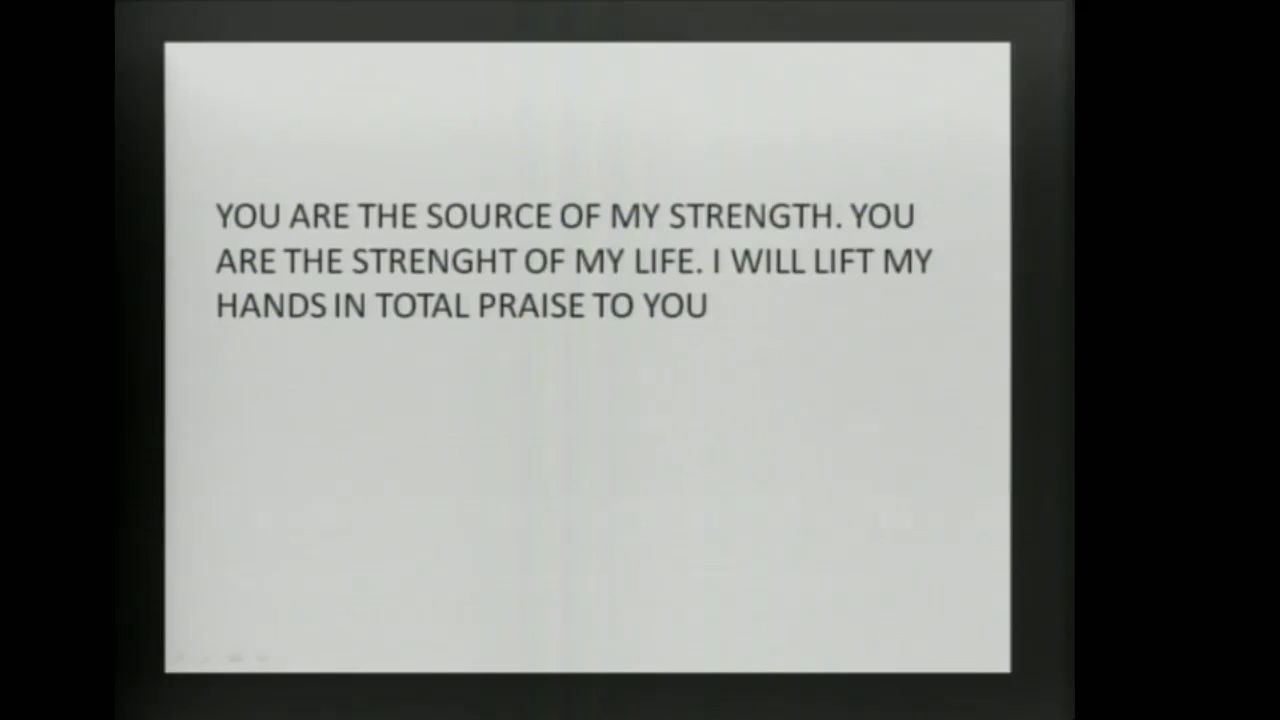 YOU ARE THE SOURCE OF MY STRENGTH. YOU
ARE THE STRENGHT OF MY LIFE. I WILL LIFT MY
HANDS IN TOTAL PRAISE TO YOU